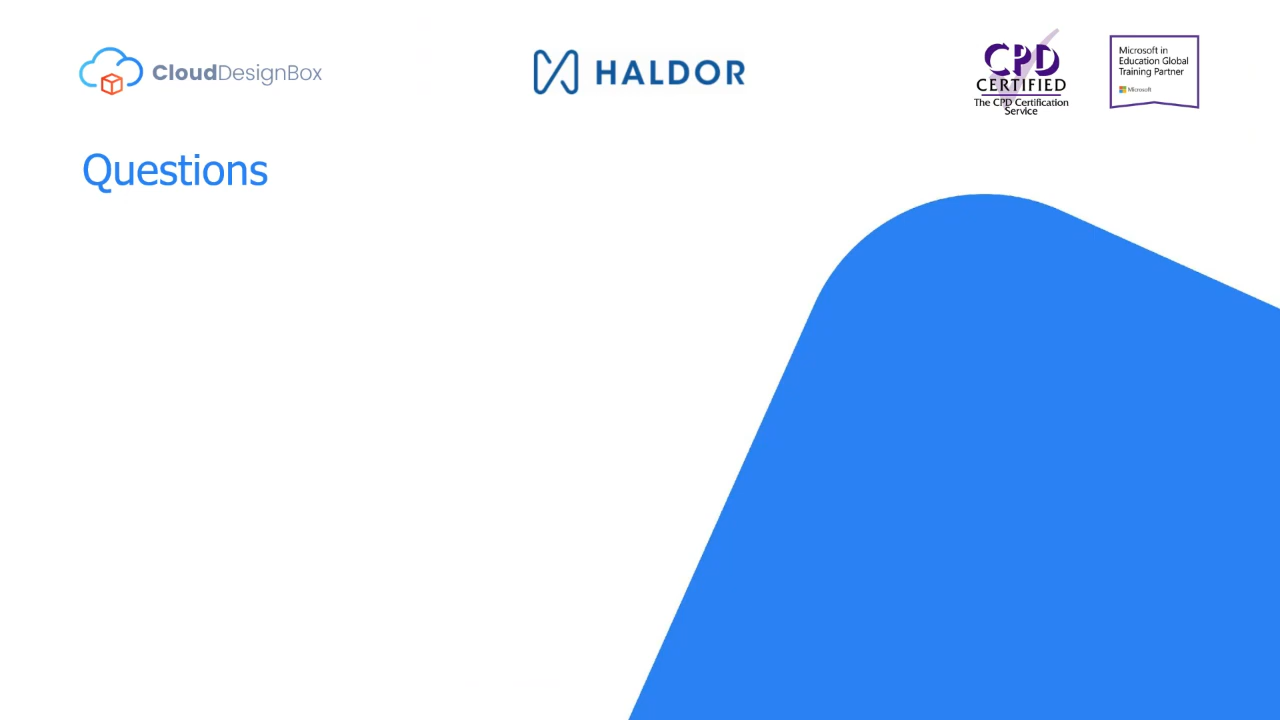 CloudDesignBox
HALDOR
CPD
CERTIFIED
The CPD Certification
Service
Microsoft in
Education Global
Training Partner
Microsoft
Questions